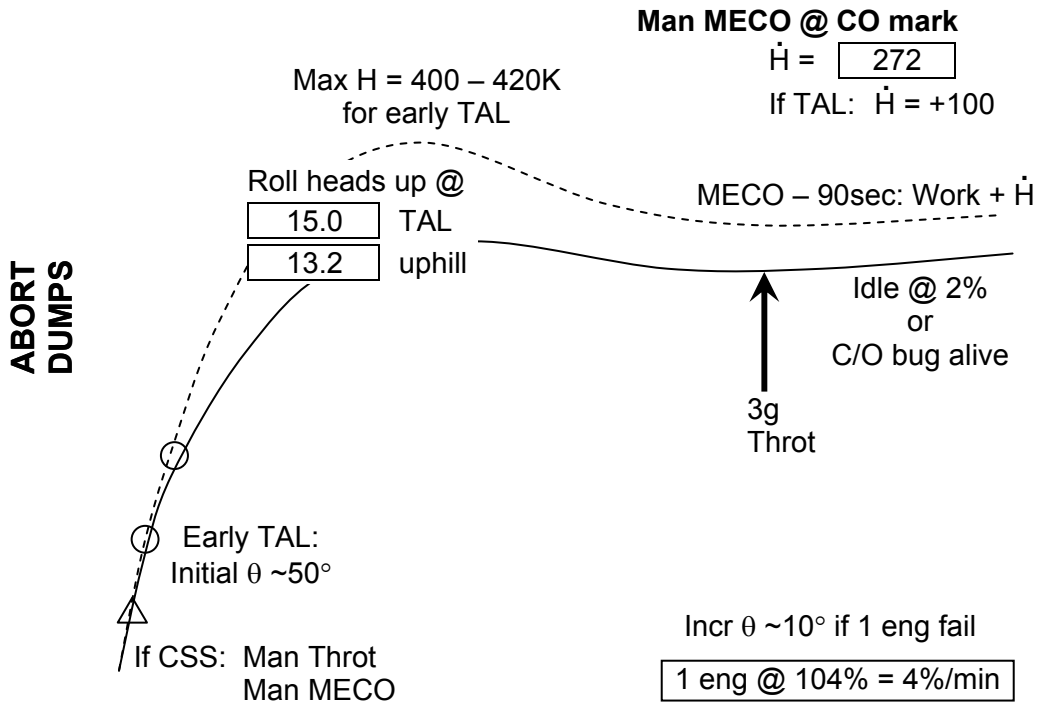 Man MECO @ CO mark
Ḣ = 272
If TAL: Ḣ = +100
Max H = 400 – 420K
for early TAL
Roll heads up @
15.0 TAL
13.2 uphill
MECO – 90sec: Work + Ḣ
ABORT
DUMPS
Idle @ 2%
or
C/O bug alive
3g
Throt
Early TAL:
Initial θ ~50°
If CSS: Man Throt
Man MECO
Incr θ ~10° if 1 eng fail
1 eng @ 104% = 4%/min